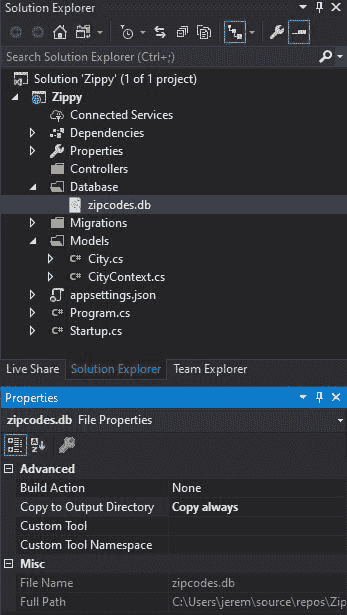 Solution Explorer
Search Solution Explorer (Ctrl+;)
Solution 'Zippy' (1 of 1 project)
Zippy
Connected Services
Dependencies
Properties
Controllers
Database
zipcodes.db
Migrations
Models
C# City.cs
C# CityContext.cs
appsettings.json
C# Program.cs
C# Startup.cs
Live Share Solution Explorer Team Explorer
Properties
zipcodes.db File Properties
Advanced
Build Action None
Copy to Output Directory Copy always
Custom Tool
Custom Tool Namespace
Misc
File Name zipcodes.db
Full Path C:\Users\jerem\source\repos\Zip